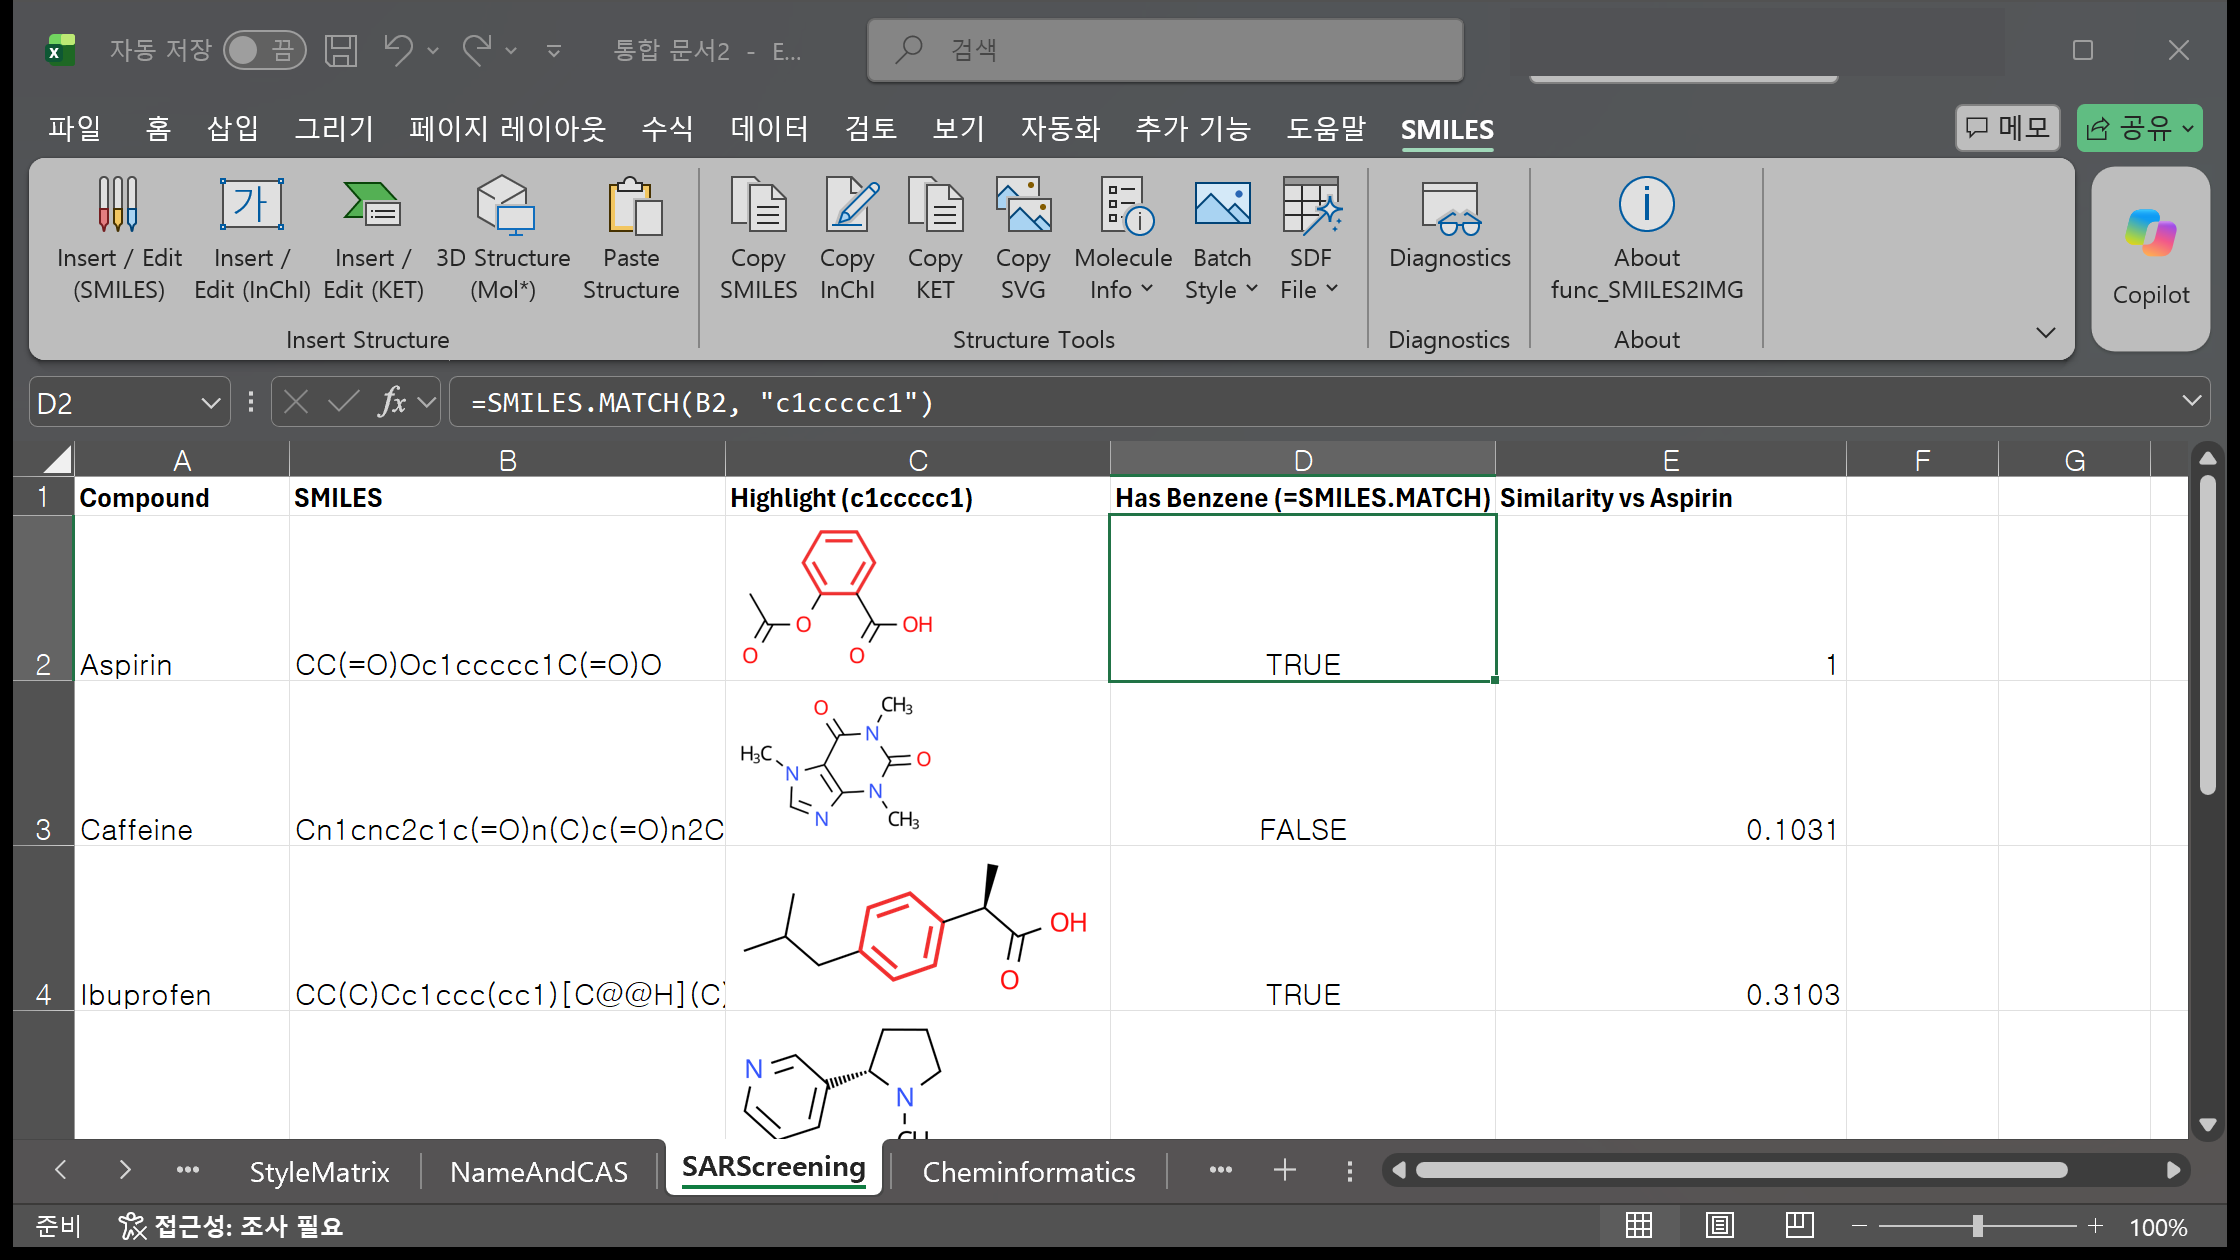 자동 저장 끔 통합 문서2 - E... 검색
파일 홈 삽입 그리기 페이지 레이아웃 수식 데이터 검토 보기 자동화 추가 기능 도움말 SMILES 메모 공유
Insert / Edit (SMILES)
Insert / Edit (InChI)
Insert / Edit (KET)
3D Structure (Mol*)
Paste Structure
Copy SMILES
Copy InChI
Copy KET
Copy SVG
Molecule Info
Batch Style
SDF File
Diagnostics
About func_SMILES2IMG
Copilot
Insert Structure Structure Tools Diagnostics About
D2 fx =SMILES.MATCH(B2, "c1ccccc1")
A B C D E F G
1 Compound SMILES Highlight (c1ccccc1) Has Benzene (=SMILES.MATCH) Similarity vs Aspirin
O O OH O
2 Aspirin CC(=O)Oc1ccccc1C(=O)O TRUE 1
O CH3 N H3C O N N N CH3
3 Caffeine Cn1cnc2c1c(=O)n(C)c(=O)n2C FALSE 0.1031
OH O
4 Ibuprofen CC(C)Cc1ccc(cc1)[C@@H](C) TRUE 0.3103
N N
StyleMatrix NameAndCAS SARScreening Cheminformatics
준비 접근성: 조사 필요 100%